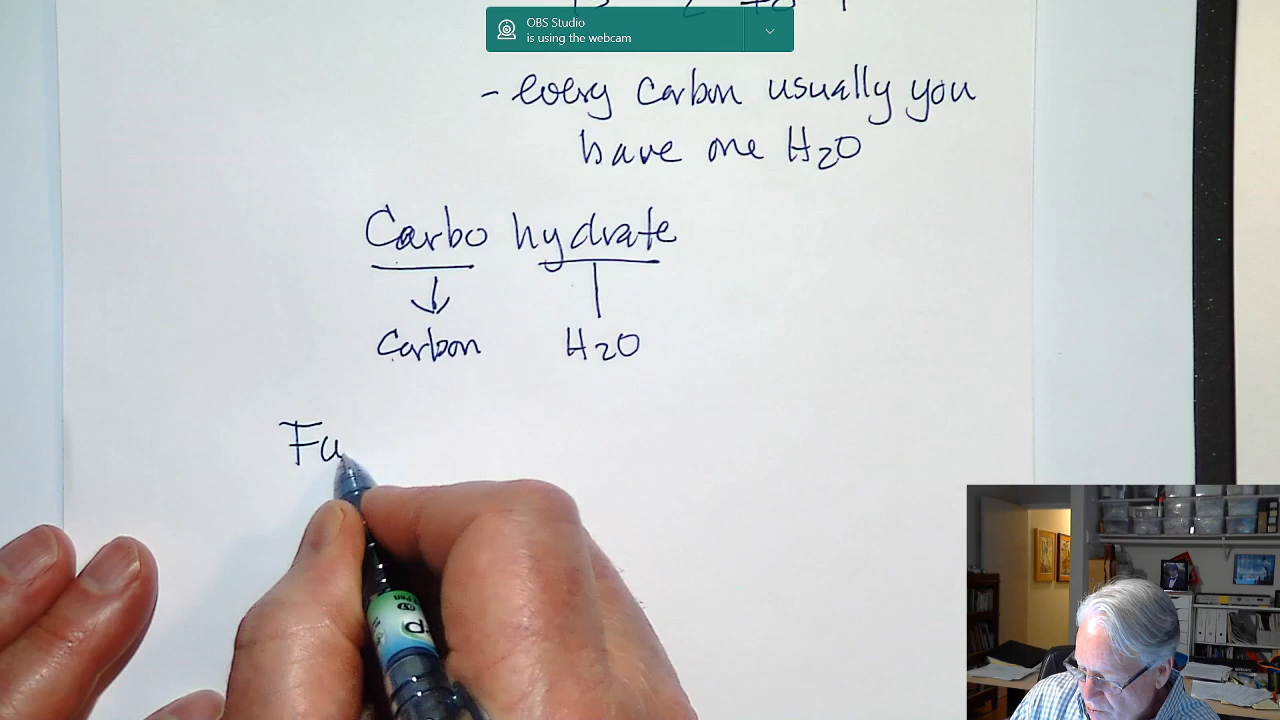 OBS Studio
is using the webcam
- every carbon usually you
have one H2O
Carbo hydrate
Carbon H2O
Fu